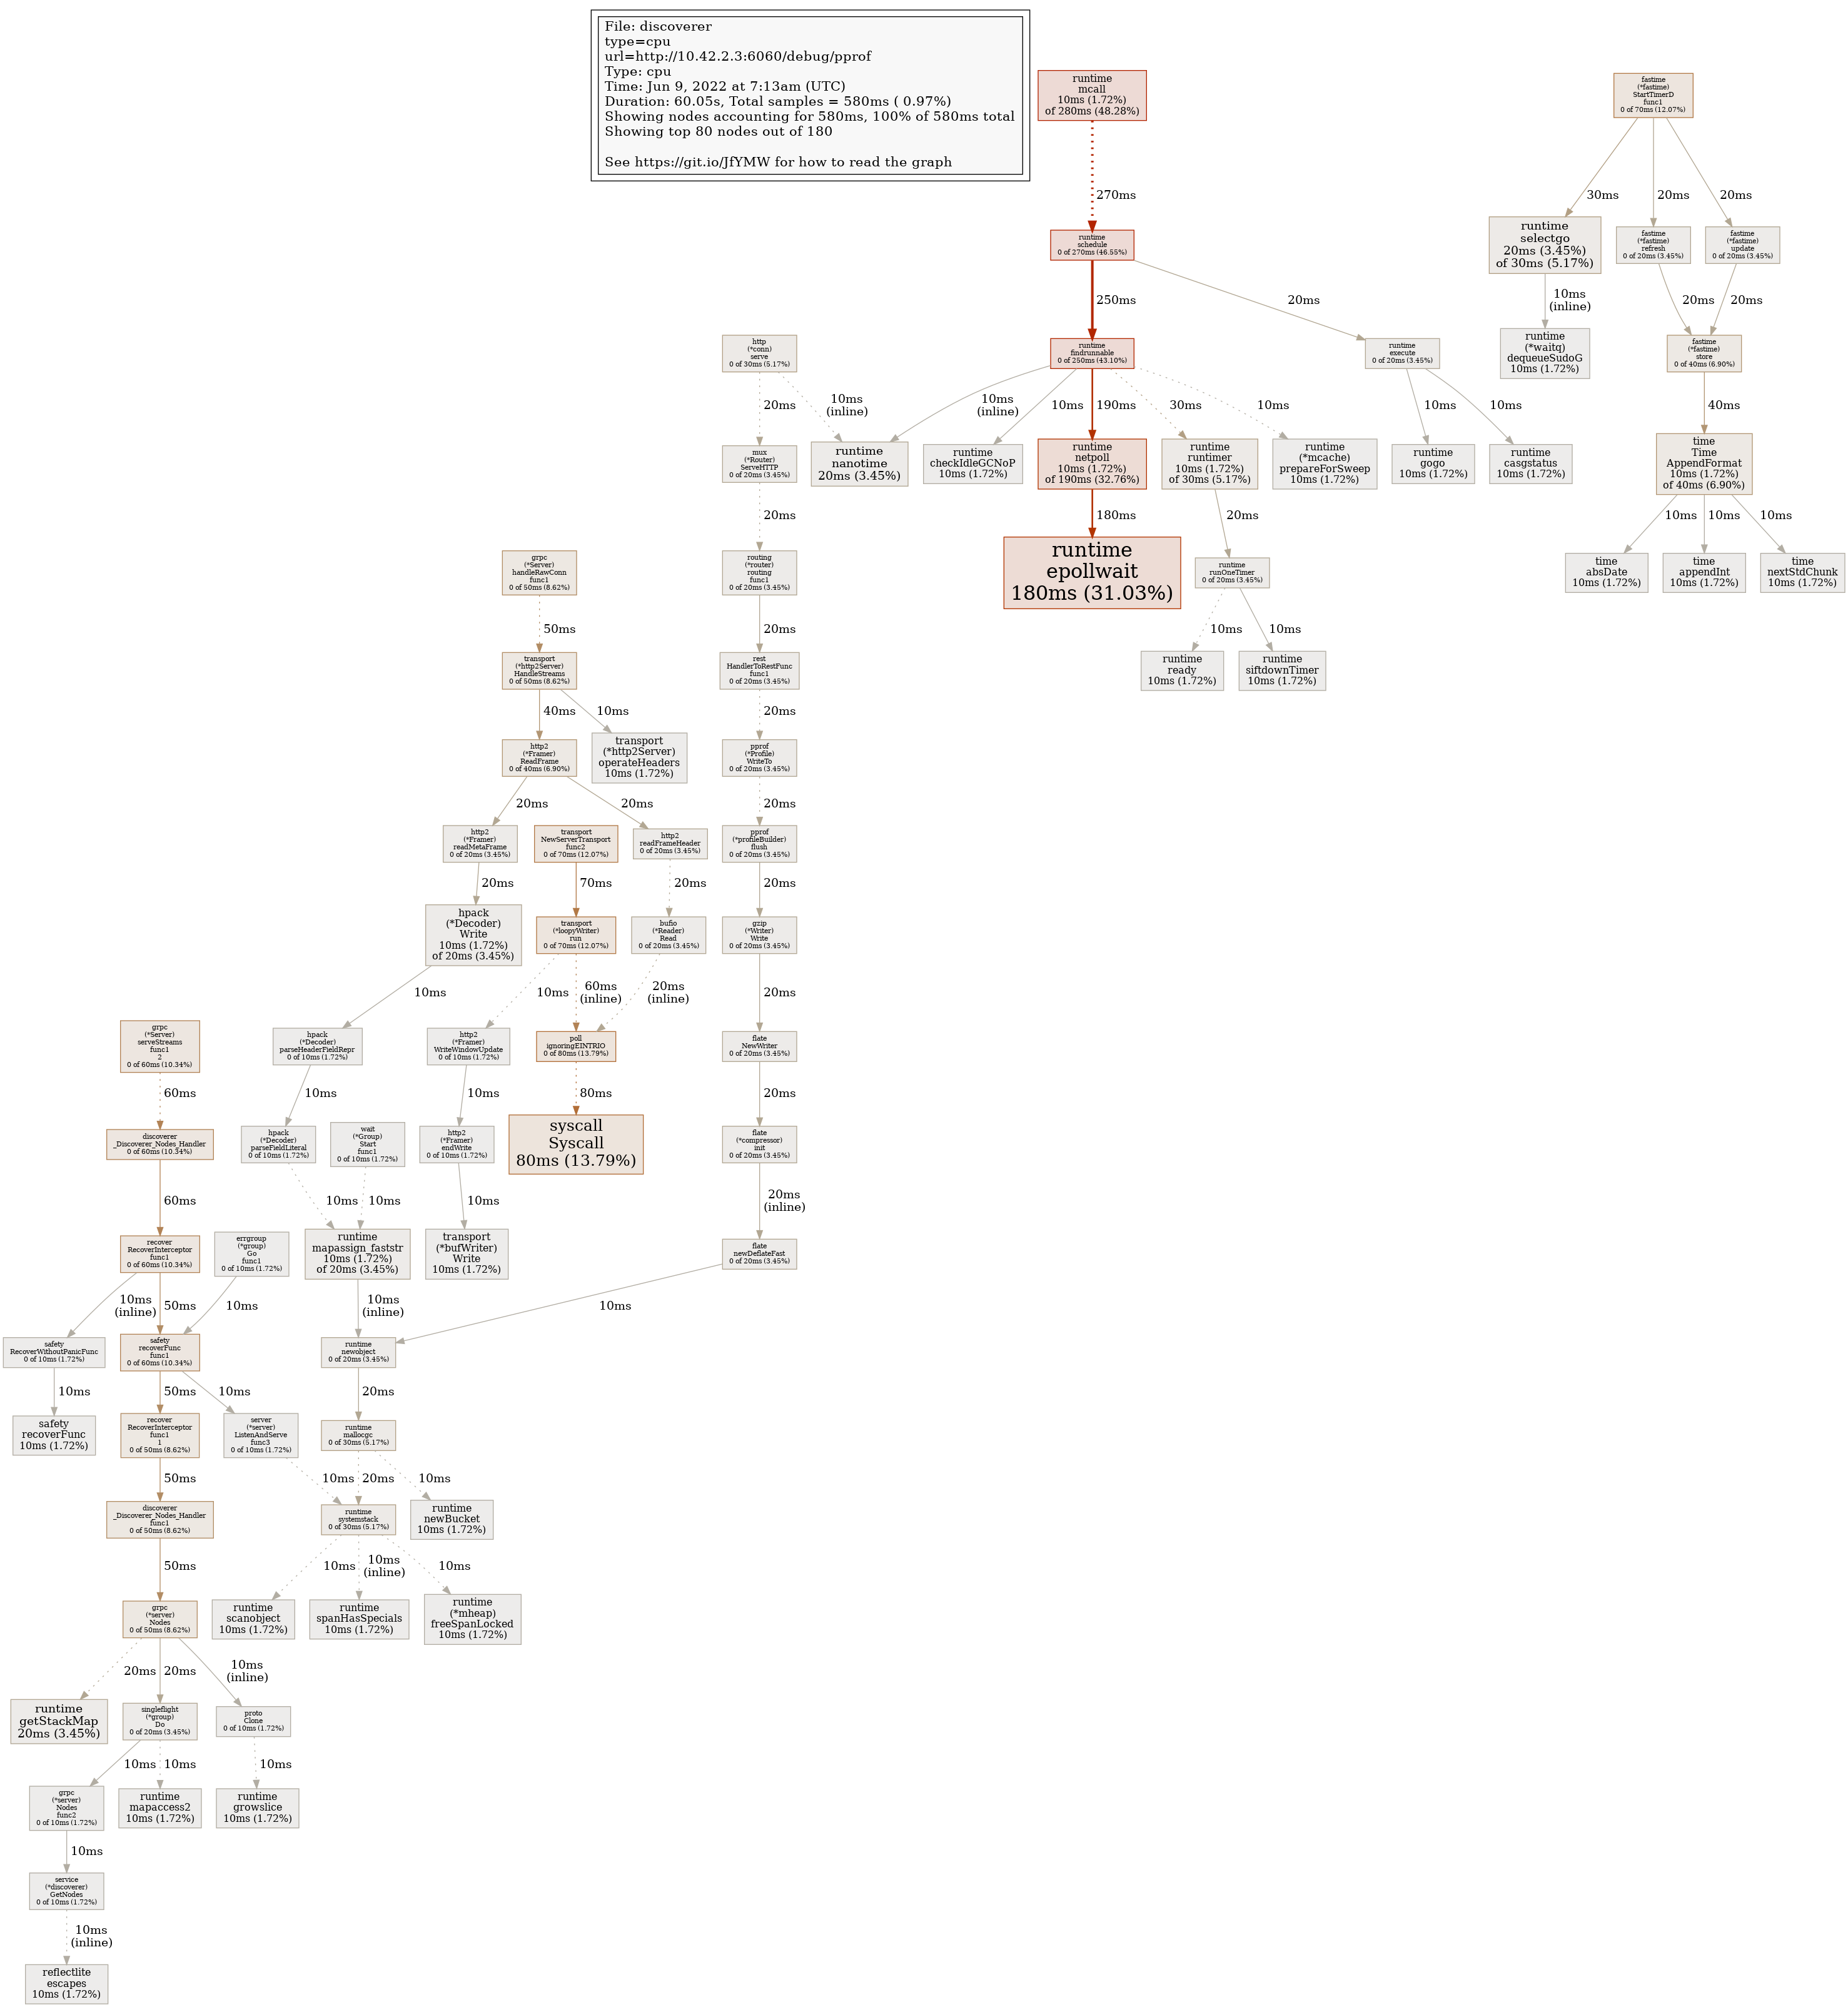 File: discoverer
type=cpu
url=http://10.42.2.3:6060/debug/pprof
Type: cpu
Time: Jun 9, 2022 at 7:13am (UTC)
Duration: 60.05s, Total samples = 580ms ( 0.97%)
Showing nodes accounting for 580ms, 100% of 580ms total
Showing top 80 nodes out of 180
See https://git.io/JfYMW for how to read the graph
runtime
mcall
10ms (1.72%)
of 280ms (48.28%)
fastime
(*fastime)
StartTimerD
func1
0 of 70ms (12.07%)
270ms
30ms
20ms
20ms
runtime
schedule
0 of 270ms (46.55%)
runtime
selectgo
20ms (3.45%)
of 30ms (5.17%)
fastime
(*fastime)
refresh
0 of 20ms (3.45%)
fastime
(*fastime)
update
0 of 20ms (3.45%)
250ms
20ms
10ms
(inline)
20ms
20ms
http
(*conn)
serve
0 of 30ms (5.17%)
runtime
findrunnable
0 of 250ms (43.10%)
runtime
execute
0 of 20ms (3.45%)
runtime
(*waitq)
dequeueSudoG
10ms (1.72%)
fastime
(*fastime)
store
0 of 40ms (6.90%)
20ms
10ms
(inline)
10ms
(inline)
10ms
190ms
30ms
10ms
10ms
10ms
40ms
mux
(*Router)
ServeHTTP
0 of 20ms (3.45%)
runtime
nanotime
20ms (3.45%)
runtime
checkIdleGCNoP
10ms (1.72%)
runtime
netpoll
10ms (1.72%)
of 190ms (32.76%)
runtime
runtimer
10ms (1.72%)
of 30ms (5.17%)
runtime
(*mcache)
prepareForSweep
10ms (1.72%)
runtime
gogo
10ms (1.72%)
runtime
casgstatus
10ms (1.72%)
time
Time
AppendFormat
10ms (1.72%)
of 40ms (6.90%)
20ms
180ms
20ms
10ms
10ms
10ms
grpc
(*Server)
handleRawConn
func1
0 of 50ms (8.62%)
routing
(*router)
routing
func1
0 of 20ms (3.45%)
runtime
epollwait
180ms (31.03%)
runtime
runOneTimer
0 of 20ms (3.45%)
time
absDate
10ms (1.72%)
time
appendInt
10ms (1.72%)
time
nextStdChunk
10ms (1.72%)
50ms
20ms
10ms
10ms
transport
(*http2Server)
HandleStreams
0 of 50ms (8.62%)
rest
HandlerToRestFunc
func1
0 of 20ms (3.45%)
runtime
ready
10ms (1.72%)
runtime
siftdownTimer
10ms (1.72%)
40ms
10ms
20ms
http2
(*Framer)
ReadFrame
0 of 40ms (6.90%)
transport
(*http2Server)
operateHeaders
10ms (1.72%)
pprof
(*Profile)
WriteTo
0 of 20ms (3.45%)
20ms
20ms
20ms
http2
(*Framer)
readMetaFrame
0 of 20ms (3.45%)
transport
NewServerTransport
func2
0 of 70ms (12.07%)
http2
readFrameHeader
0 of 20ms (3.45%)
pprof
(*profileBuilder)
flush
0 of 20ms (3.45%)
20ms
70ms
20ms
20ms
hpack
(*Decoder)
Write
10ms (1.72%)
of 20ms (3.45%)
transport
(*loopyWriter)
run
0 of 70ms (12.07%)
bufio
(*Reader)
Read
0 of 20ms (3.45%)
gzip
(*Writer)
Write
0 of 20ms (3.45%)
10ms
10ms
60ms
(inline)
20ms
(inline)
20ms
grpc
(*Server)
serveStreams
func1
2
0 of 60ms (10.34%)
hpack
(*Decoder)
parseHeaderFieldRepr
0 of 10ms (1.72%)
http2
(*Framer)
WriteWindowUpdate
0 of 10ms (1.72%)
poll
ignoringEINTRIO
0 of 80ms (13.79%)
flate
NewWriter
0 of 20ms (3.45%)
60ms
10ms
10ms
80ms
20ms
discoverer
_Discoverer_Nodes_Handler
0 of 60ms (10.34%)
hpack
(*Decoder)
parseFieldLiteral
0 of 10ms (1.72%)
wait
(*Group)
Start
func1
0 of 10ms (1.72%)
http2
(*Framer)
endWrite
0 of 10ms (1.72%)
syscall
Syscall
80ms (13.79%)
flate
(*compressor)
init
0 of 20ms (3.45%)
60ms
10ms
10ms
10ms
20ms
(inline)
recover
RecoverInterceptor
func1
0 of 60ms (10.34%)
errgroup
(*group)
Go
func1
0 of 10ms (1.72%)
runtime
mapassign_faststr
10ms (1.72%)
of 20ms (3.45%)
transport
(*bufWriter)
Write
10ms (1.72%)
flate
newDeflateFast
0 of 20ms (3.45%)
10ms
(inline)
50ms
10ms
10ms
(inline)
10ms
safety
RecoverWithoutPanicFunc
0 of 10ms (1.72%)
safety
recoverFunc
func1
0 of 60ms (10.34%)
runtime
newobject
0 of 20ms (3.45%)
10ms
50ms
10ms
20ms
safety
recoverFunc
10ms (1.72%)
recover
RecoverInterceptor
func1
1
0 of 50ms (8.62%)
server
(*server)
ListenAndServe
func3
0 of 10ms (1.72%)
runtime
mallocgc
0 of 30ms (5.17%)
50ms
10ms
20ms
10ms
discoverer
_Discoverer_Nodes_Handler
func1
0 of 50ms (8.62%)
runtime
systemstack
0 of 30ms (5.17%)
runtime
newBucket
10ms (1.72%)
50ms
10ms
10ms
(inline)
10ms
grpc
(*server)
Nodes
0 of 50ms (8.62%)
runtime
scanobject
10ms (1.72%)
runtime
spanHasSpecials
10ms (1.72%)
runtime
(*mheap)
freeSpanLocked
10ms (1.72%)
20ms
20ms
10ms
(inline)
runtime
getStackMap
20ms (3.45%)
singleflight
(*group)
Do
0 of 20ms (3.45%)
proto
Clone
0 of 10ms (1.72%)
10ms
10ms
10ms
grpc
(*server)
Nodes
func2
0 of 10ms (1.72%)
runtime
mapaccess2
10ms (1.72%)
runtime
growslice
10ms (1.72%)
10ms
service
(*discoverer)
GetNodes
0 of 10ms (1.72%)
10ms
(inline)
reflectlite
escapes
10ms (1.72%)